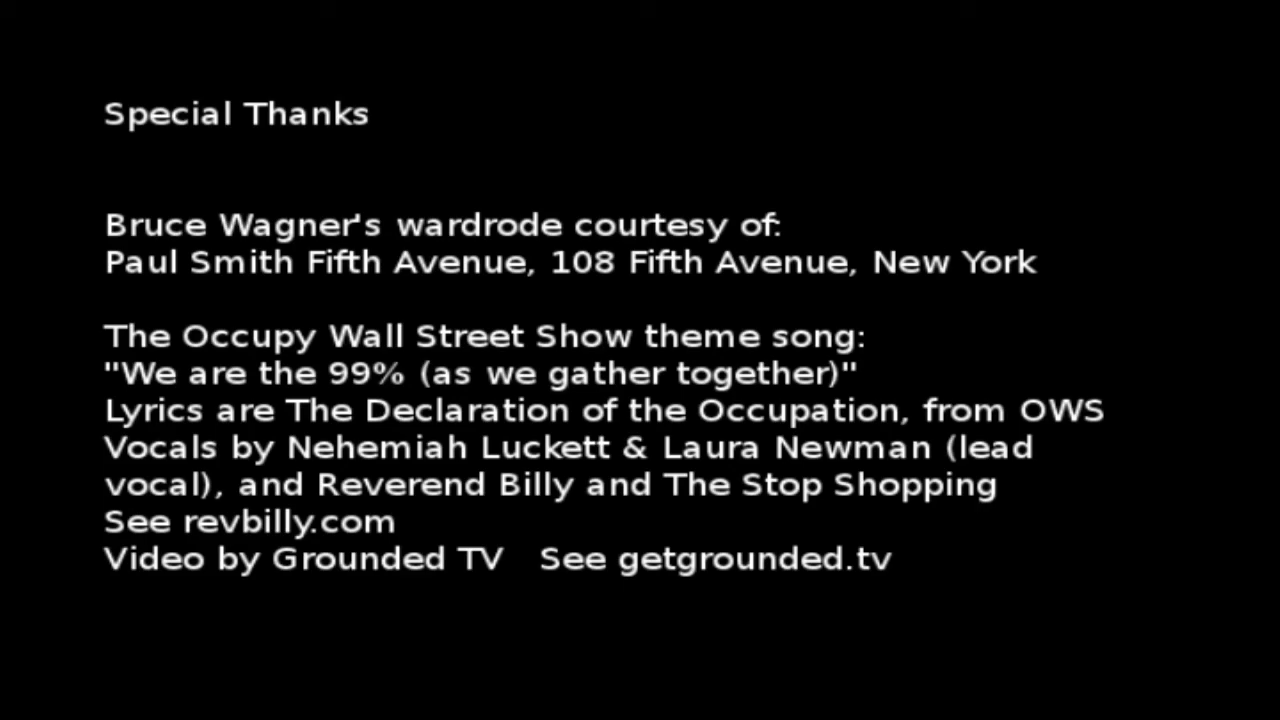 Special Thanks
Bruce Wagner's wardrode courtesy of:
Paul Smith Fifth Avenue, 108 Fifth Avenue, New York
The Occupy Wall Street Show theme song:
"We are the 99% (as we gather together)"
Lyrics are The Declaration of the Occupation, from OWS
Vocals by Nehemiah Luckett & Laura Newman (lead
vocal), and Reverend Billy and The Stop Shopping
See revbilly.com
Video by Grounded TV   See getgrounded.tv